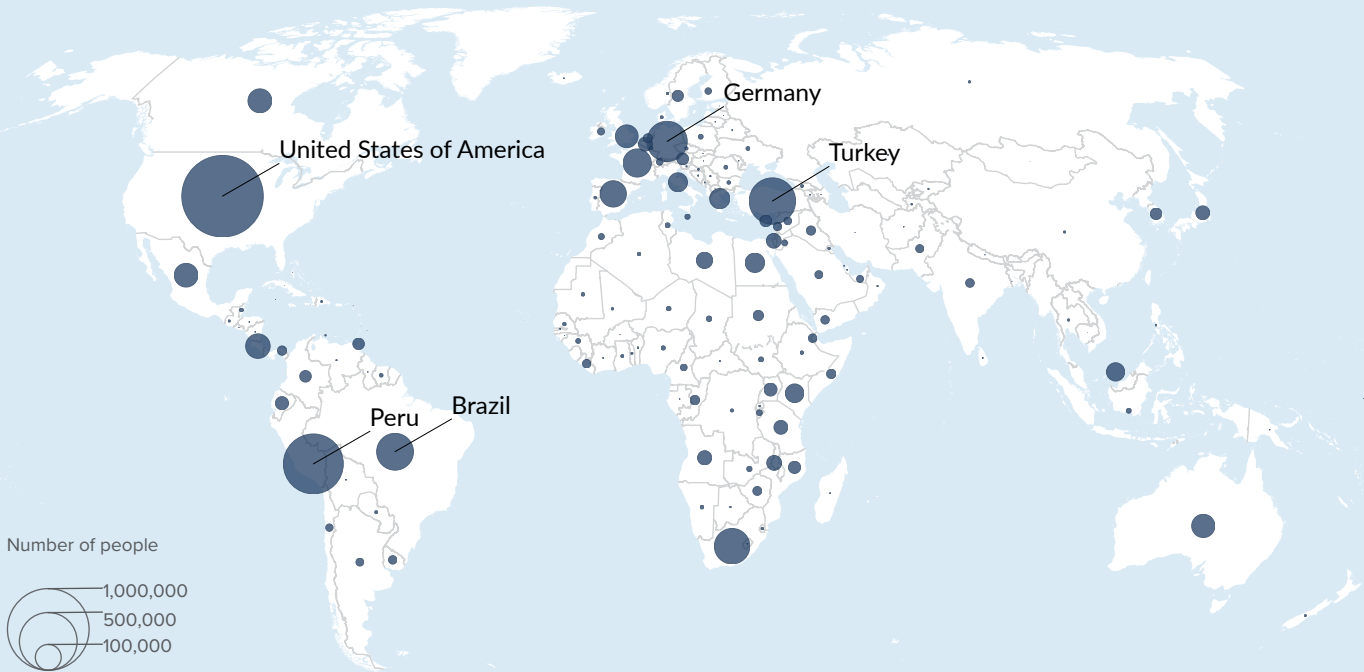 Germany
United States of America
Turkey
Brazil
Peru
Number of people
1,000,000
500,000
100,000